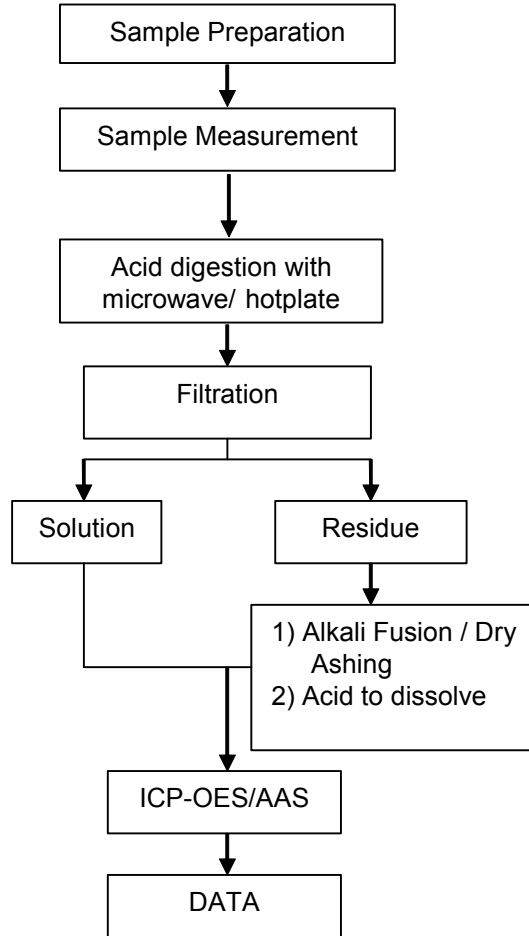 Sample Preparation
Sample Measurement
Acid digestion with
microwave/ hotplate
Filtration
Solution
Residue
1) Alkali Fusion / Dry
Ashing
2) Acid to dissolve
ICP-OES/AAS
DATA